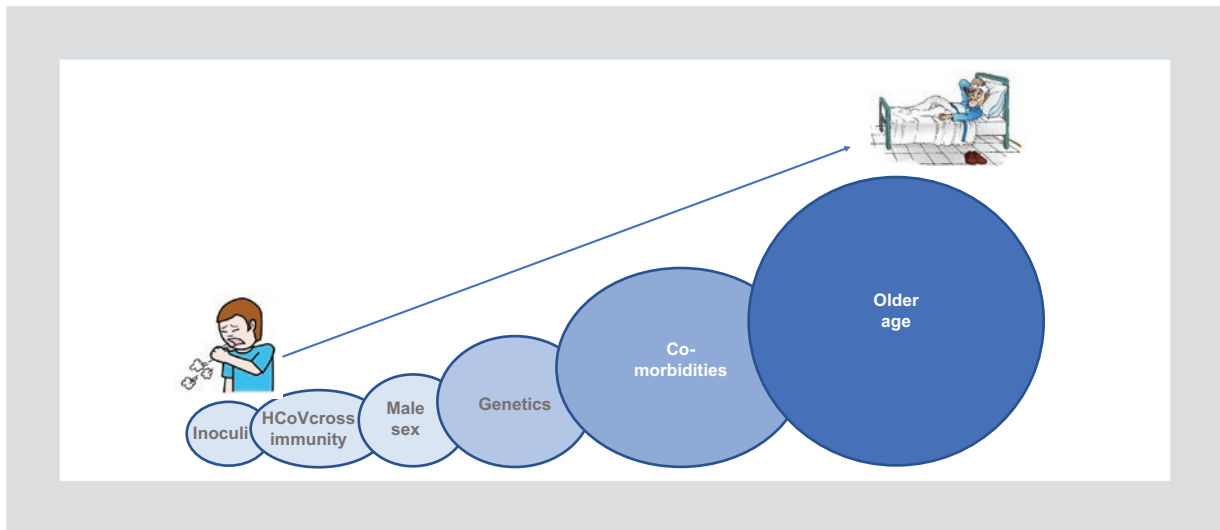 Inoculi
HCoVcross
immunity
Male
sex
Genetics
Co-
morbidities
Older
age